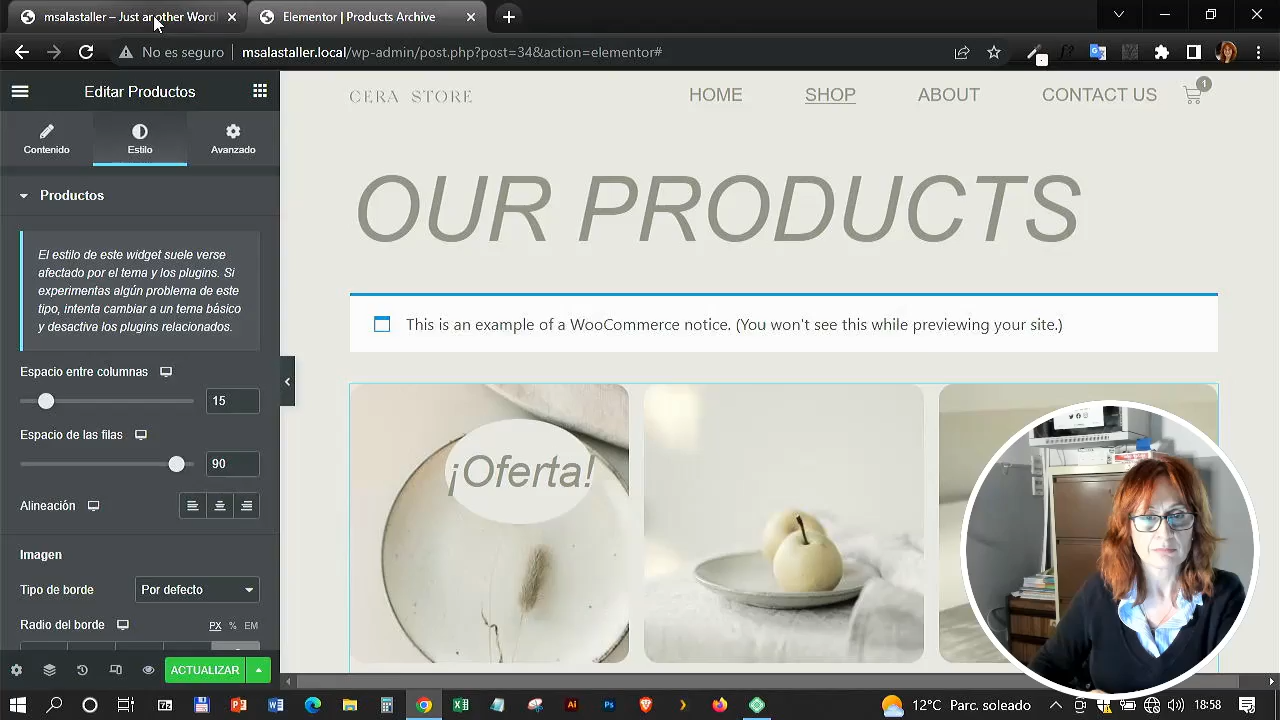 msalastaller – Just another Word
Elementor | Products Archive
No es seguro
msalastaller.local/wp-admin/post.php?post=34&action=elementor#
Editar Productos
Contenido
Estilo
Avanzado
Productos
El estilo de este widget suele verse
afectado por el tema y los plugins. Si
experimentas algún problema de este
tipo, intenta cambiar a un tema básico
y desactiva los plugins relacionados.
Espacio entre columnas
15
Espacio de las filas
90
Alineación
Imagen
Tipo de borde
Por defecto
Radio del borde
PX % EM
ACTUALIZAR
CERA STORE
HOME
SHOP
ABOUT
CONTACT US
1
OUR PRODUCTS
This is an example of a WooCommerce notice. (You won't see this while previewing your site.)
¡Oferta!
12°C Parc. soleado
18:58